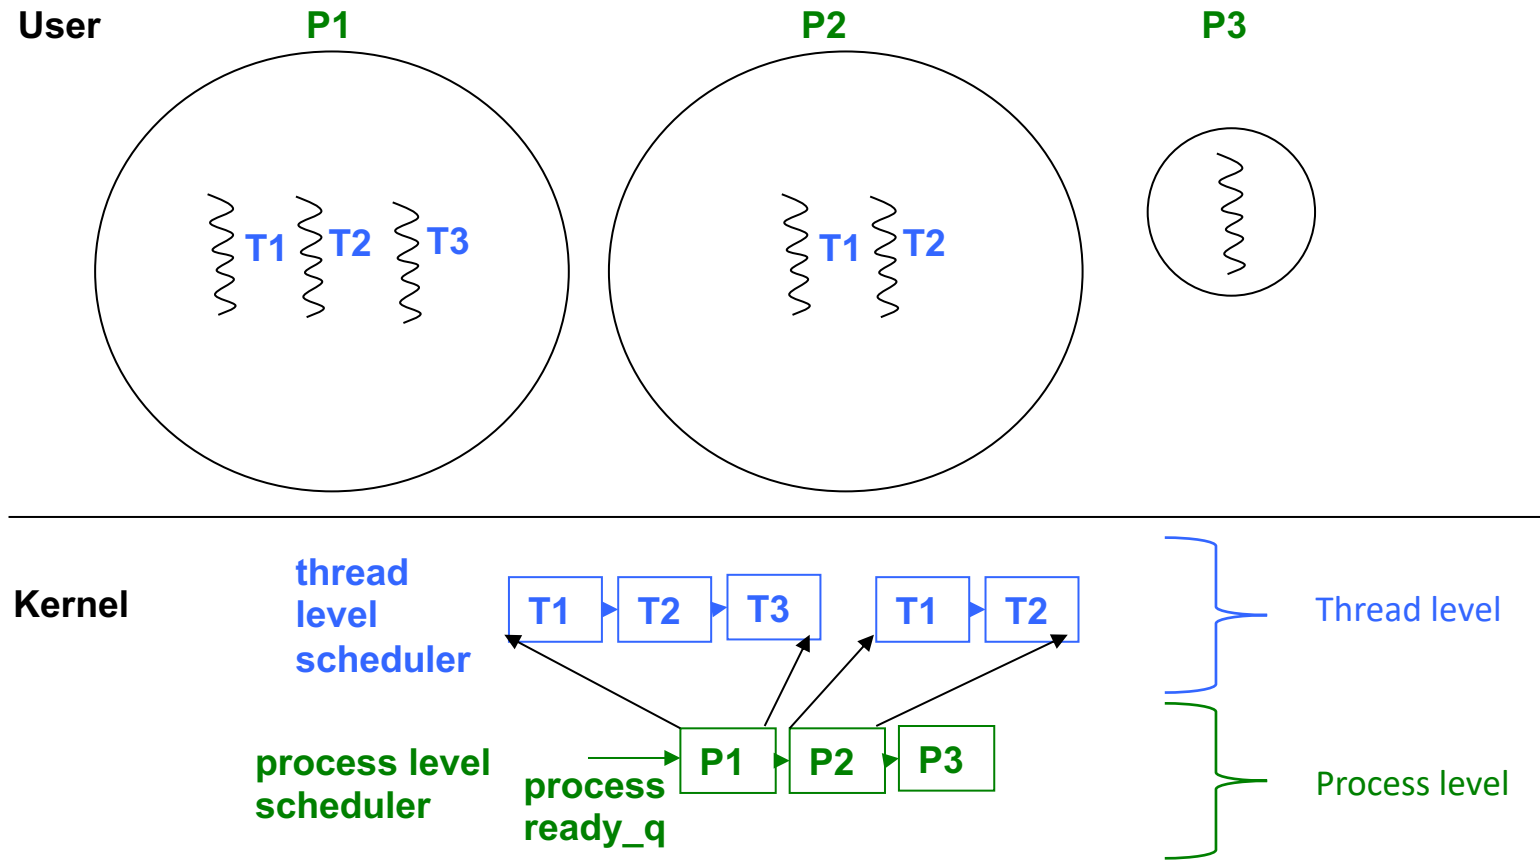 User
P1
P2
P3
T1
T2
T3
T1
T2
Kernel
thread
level
scheduler
T1
T2
T3
T1
T2
Thread level
process level
scheduler
process
ready_q
P1
P2
P3
Process level